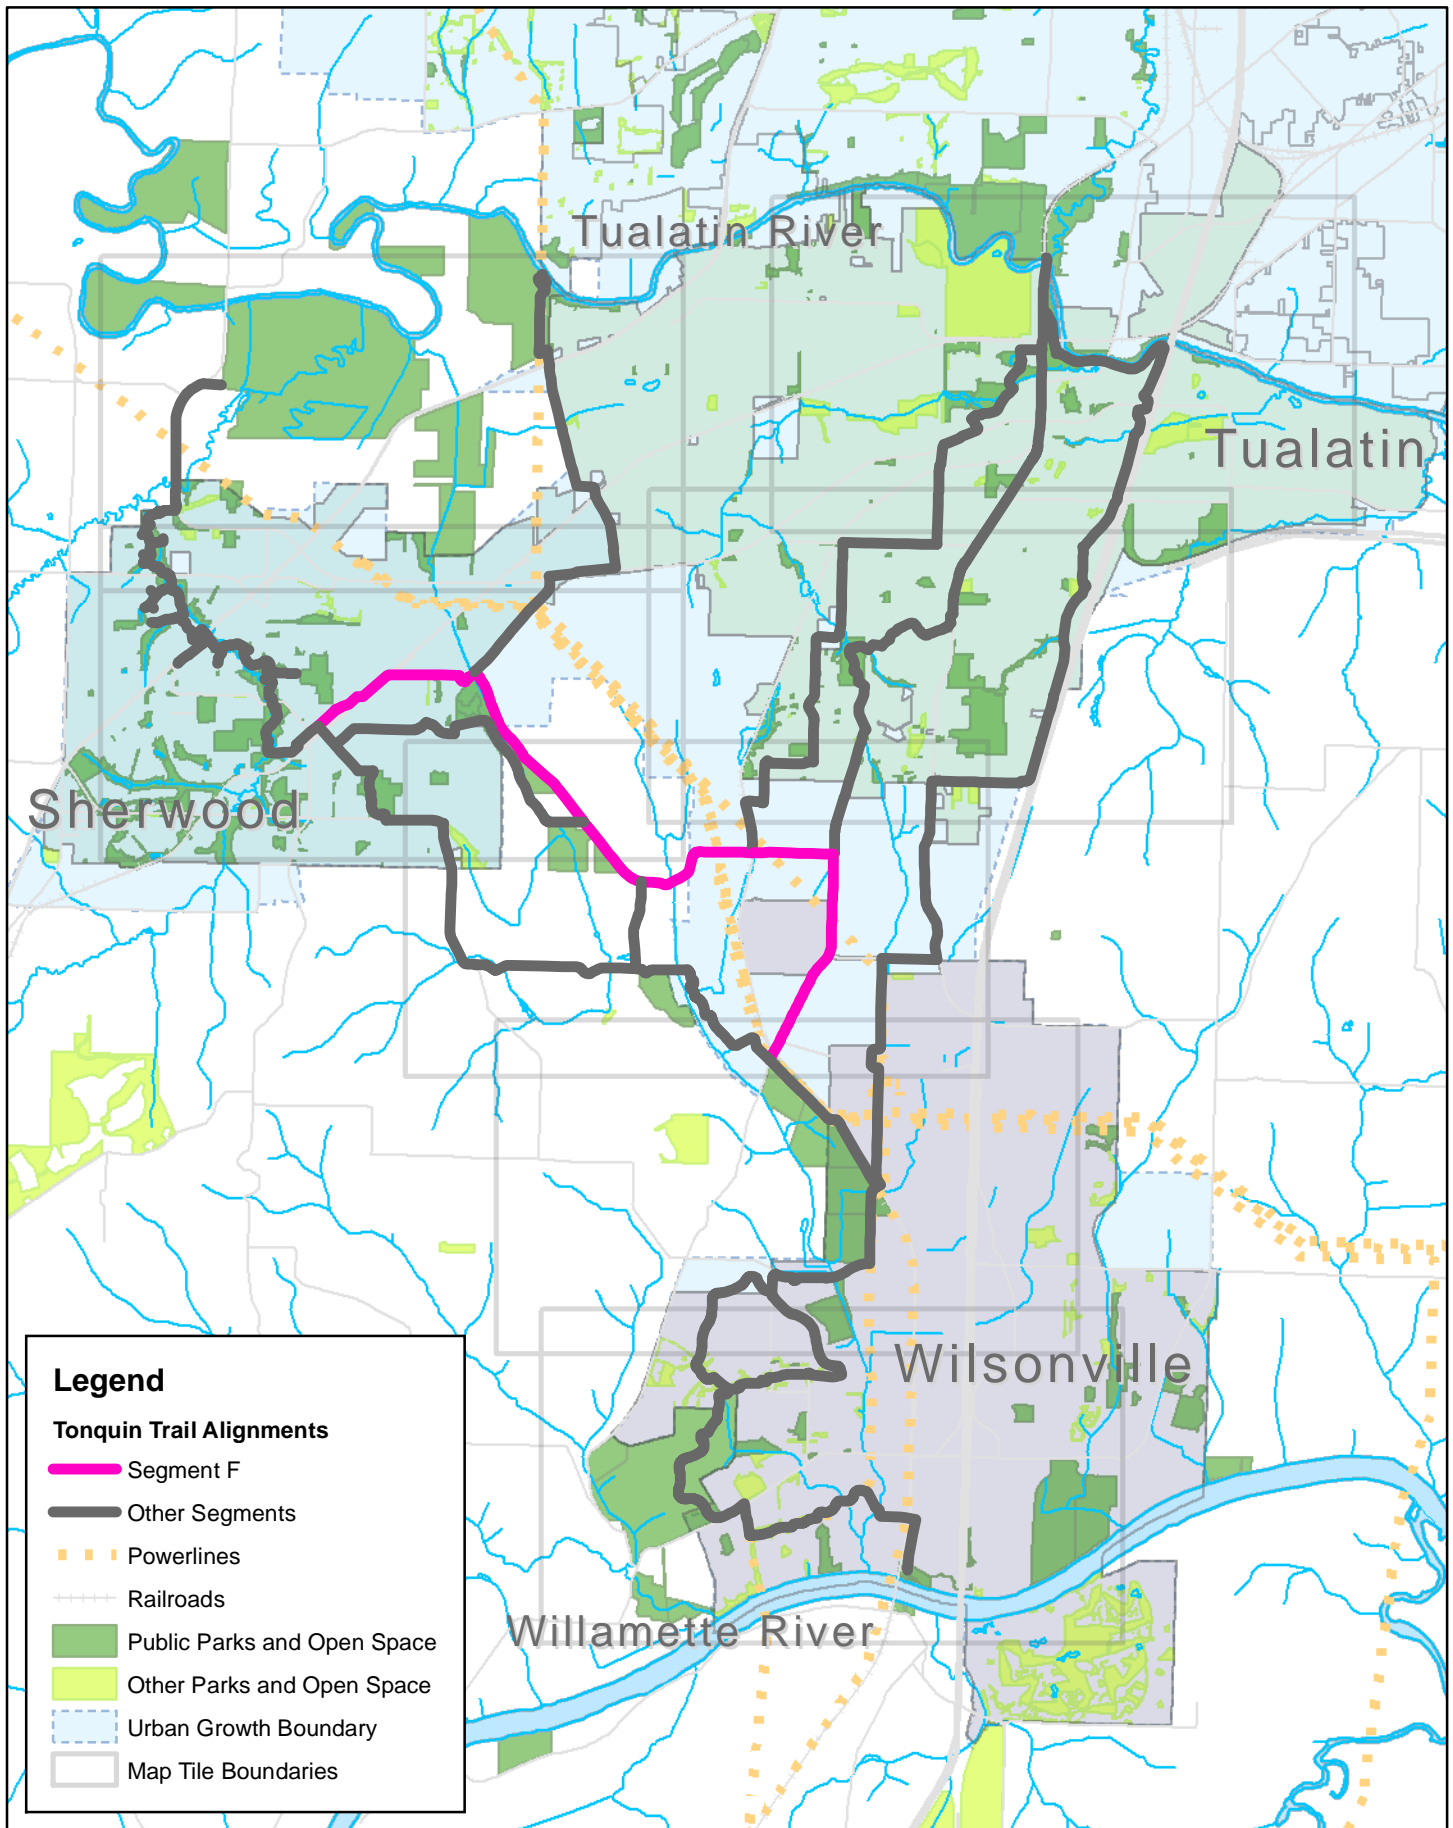 Tualatin River
Tualatin
Sherwood
Wilsonville
Willamette River
Legend
Tonquin Trail Alignments
Segment F
Other Segments
Powerlines
Railroads
Public Parks and Open Space
Other Parks and Open Space
Urban Growth Boundary
Map Tile Boundaries